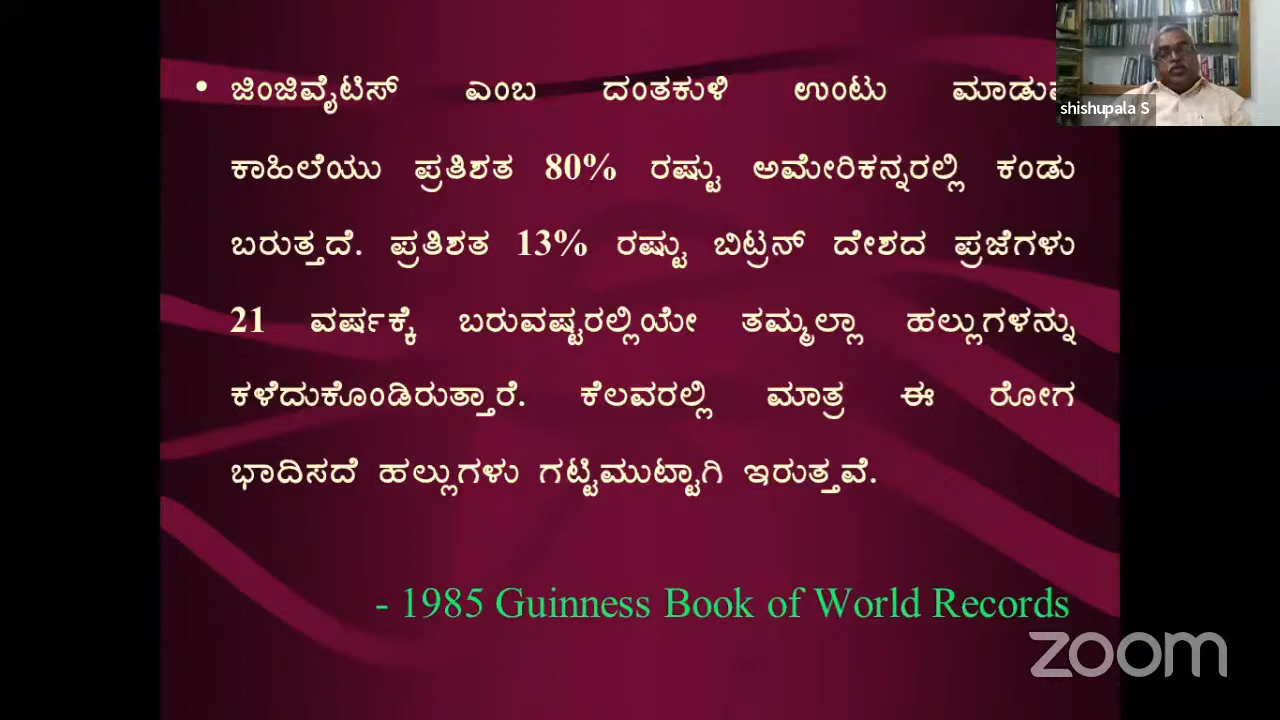 • ಜಿಂಜಿವೈಟಿಸ್ ಎಂಬ ದಂತಕುಳಿ ಉಂಟು
ಕಾಹಿಲೆಯು ಪ್ರತಿಶತ 80% ರಷ್ಟು ಅಮೇರಿಕನ್ನರಲ್ಲಿ ಕಂಡು
ಬರುತ್ತದೆ. ಪ್ರತಿಶತ 13% ರಷ್ಟು ಬಿಟ್ರನ್ ದೇಶದ ಪ್ರಜೆಗಳು
21 ವರ್ಷಕ್ಕೆ ಬರುವಷ್ಟರಲ್ಲಿಯೇ ತಮ್ಮಲ್ಲಾ ಹಲ್ಲುಗಳನ್ನು
ಕಳೆದುಕೊಂಡಿರುತ್ತಾರೆ. ಕೆಲವರಲ್ಲಿ ಮಾತ್ರ ಈ ರೋಗ
ಭಾದಿಸದೆ ಹಲ್ಲುಗಳು ಗಟ್ಟಿಮುಟ್ಟಾಗಿ ಇರುತ್ತವೆ.
- 1985 Guinness Book of World Records
shishupala S
zoom